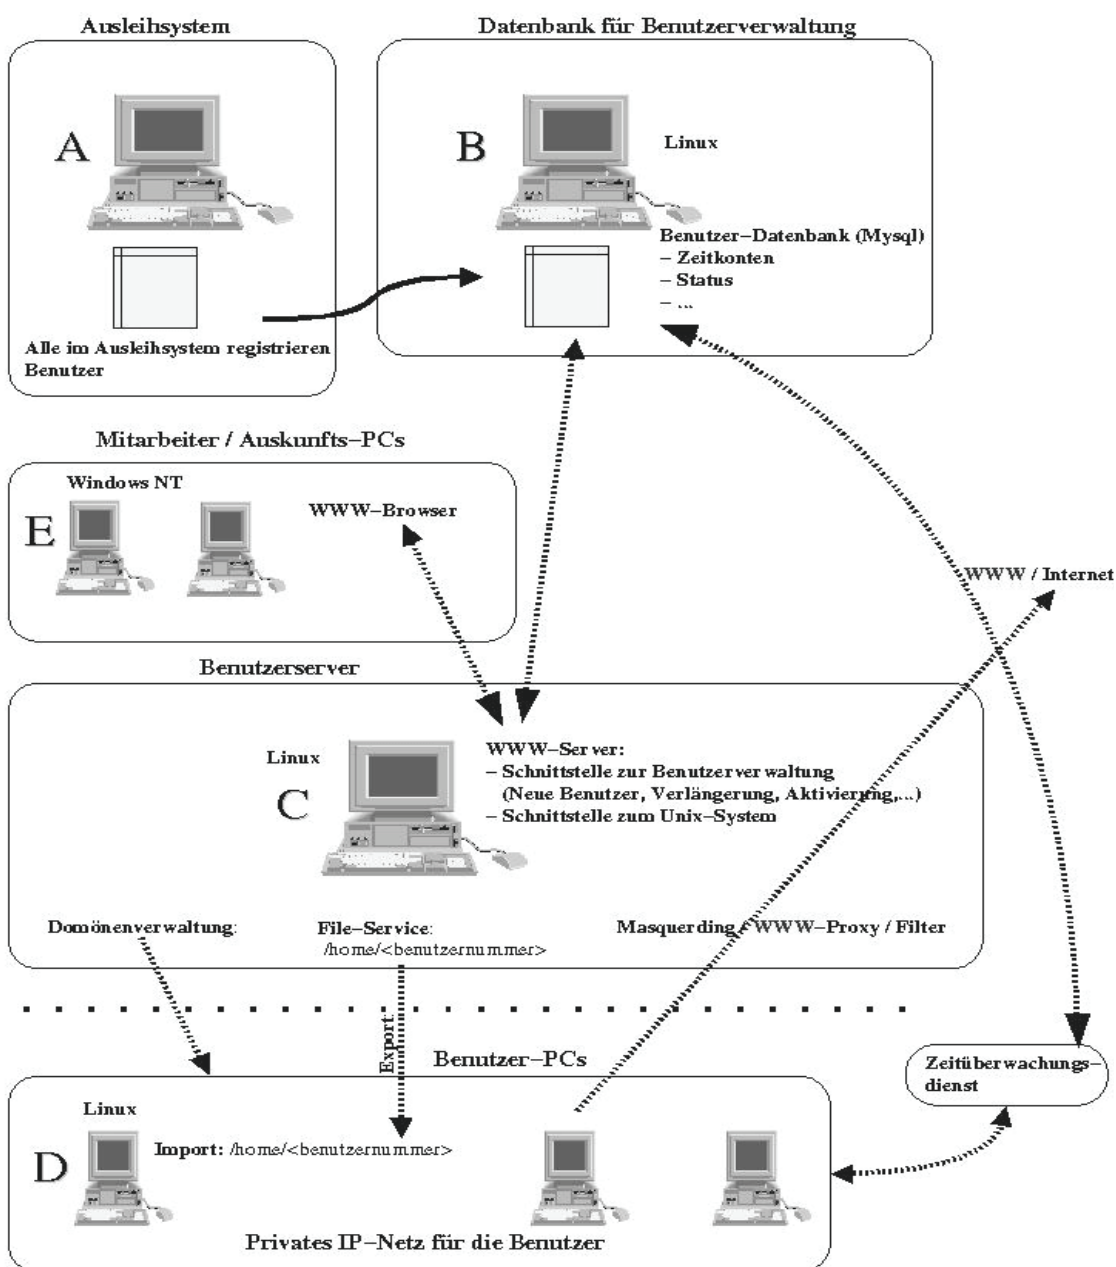 Ausleihsystem
Datenbank für Benutzerverwaltung
A
B
Linux
Benutzer-Datenbank (Mysql)
- Zeitkonten
- Status
- ...
Alle im Ausleihsystem registrieren
Benutzer
Mitarbeiter / Auskunfts-PCs
Windows NT
E
WWW-Browser
WWW / Internet
Benutzerserver
Linux
C
WWW-Server:
- Schnittstelle zur Benutzerverwaltung
(Neue Benutzer, Verlängerung, Aktivierung,...)
- Schnittstelle zum Unix-System
Domönenverwaltung:
File-Service:
/home/<benutzernummer>
Masquerding / WWW-Proxy / Filter
Export:
Benutzer-PCs
Zeitüberwachungs-
dienst
Linux
D
Import: /home/<benutzernummer>
Privates IP-Netz für die Benutzer